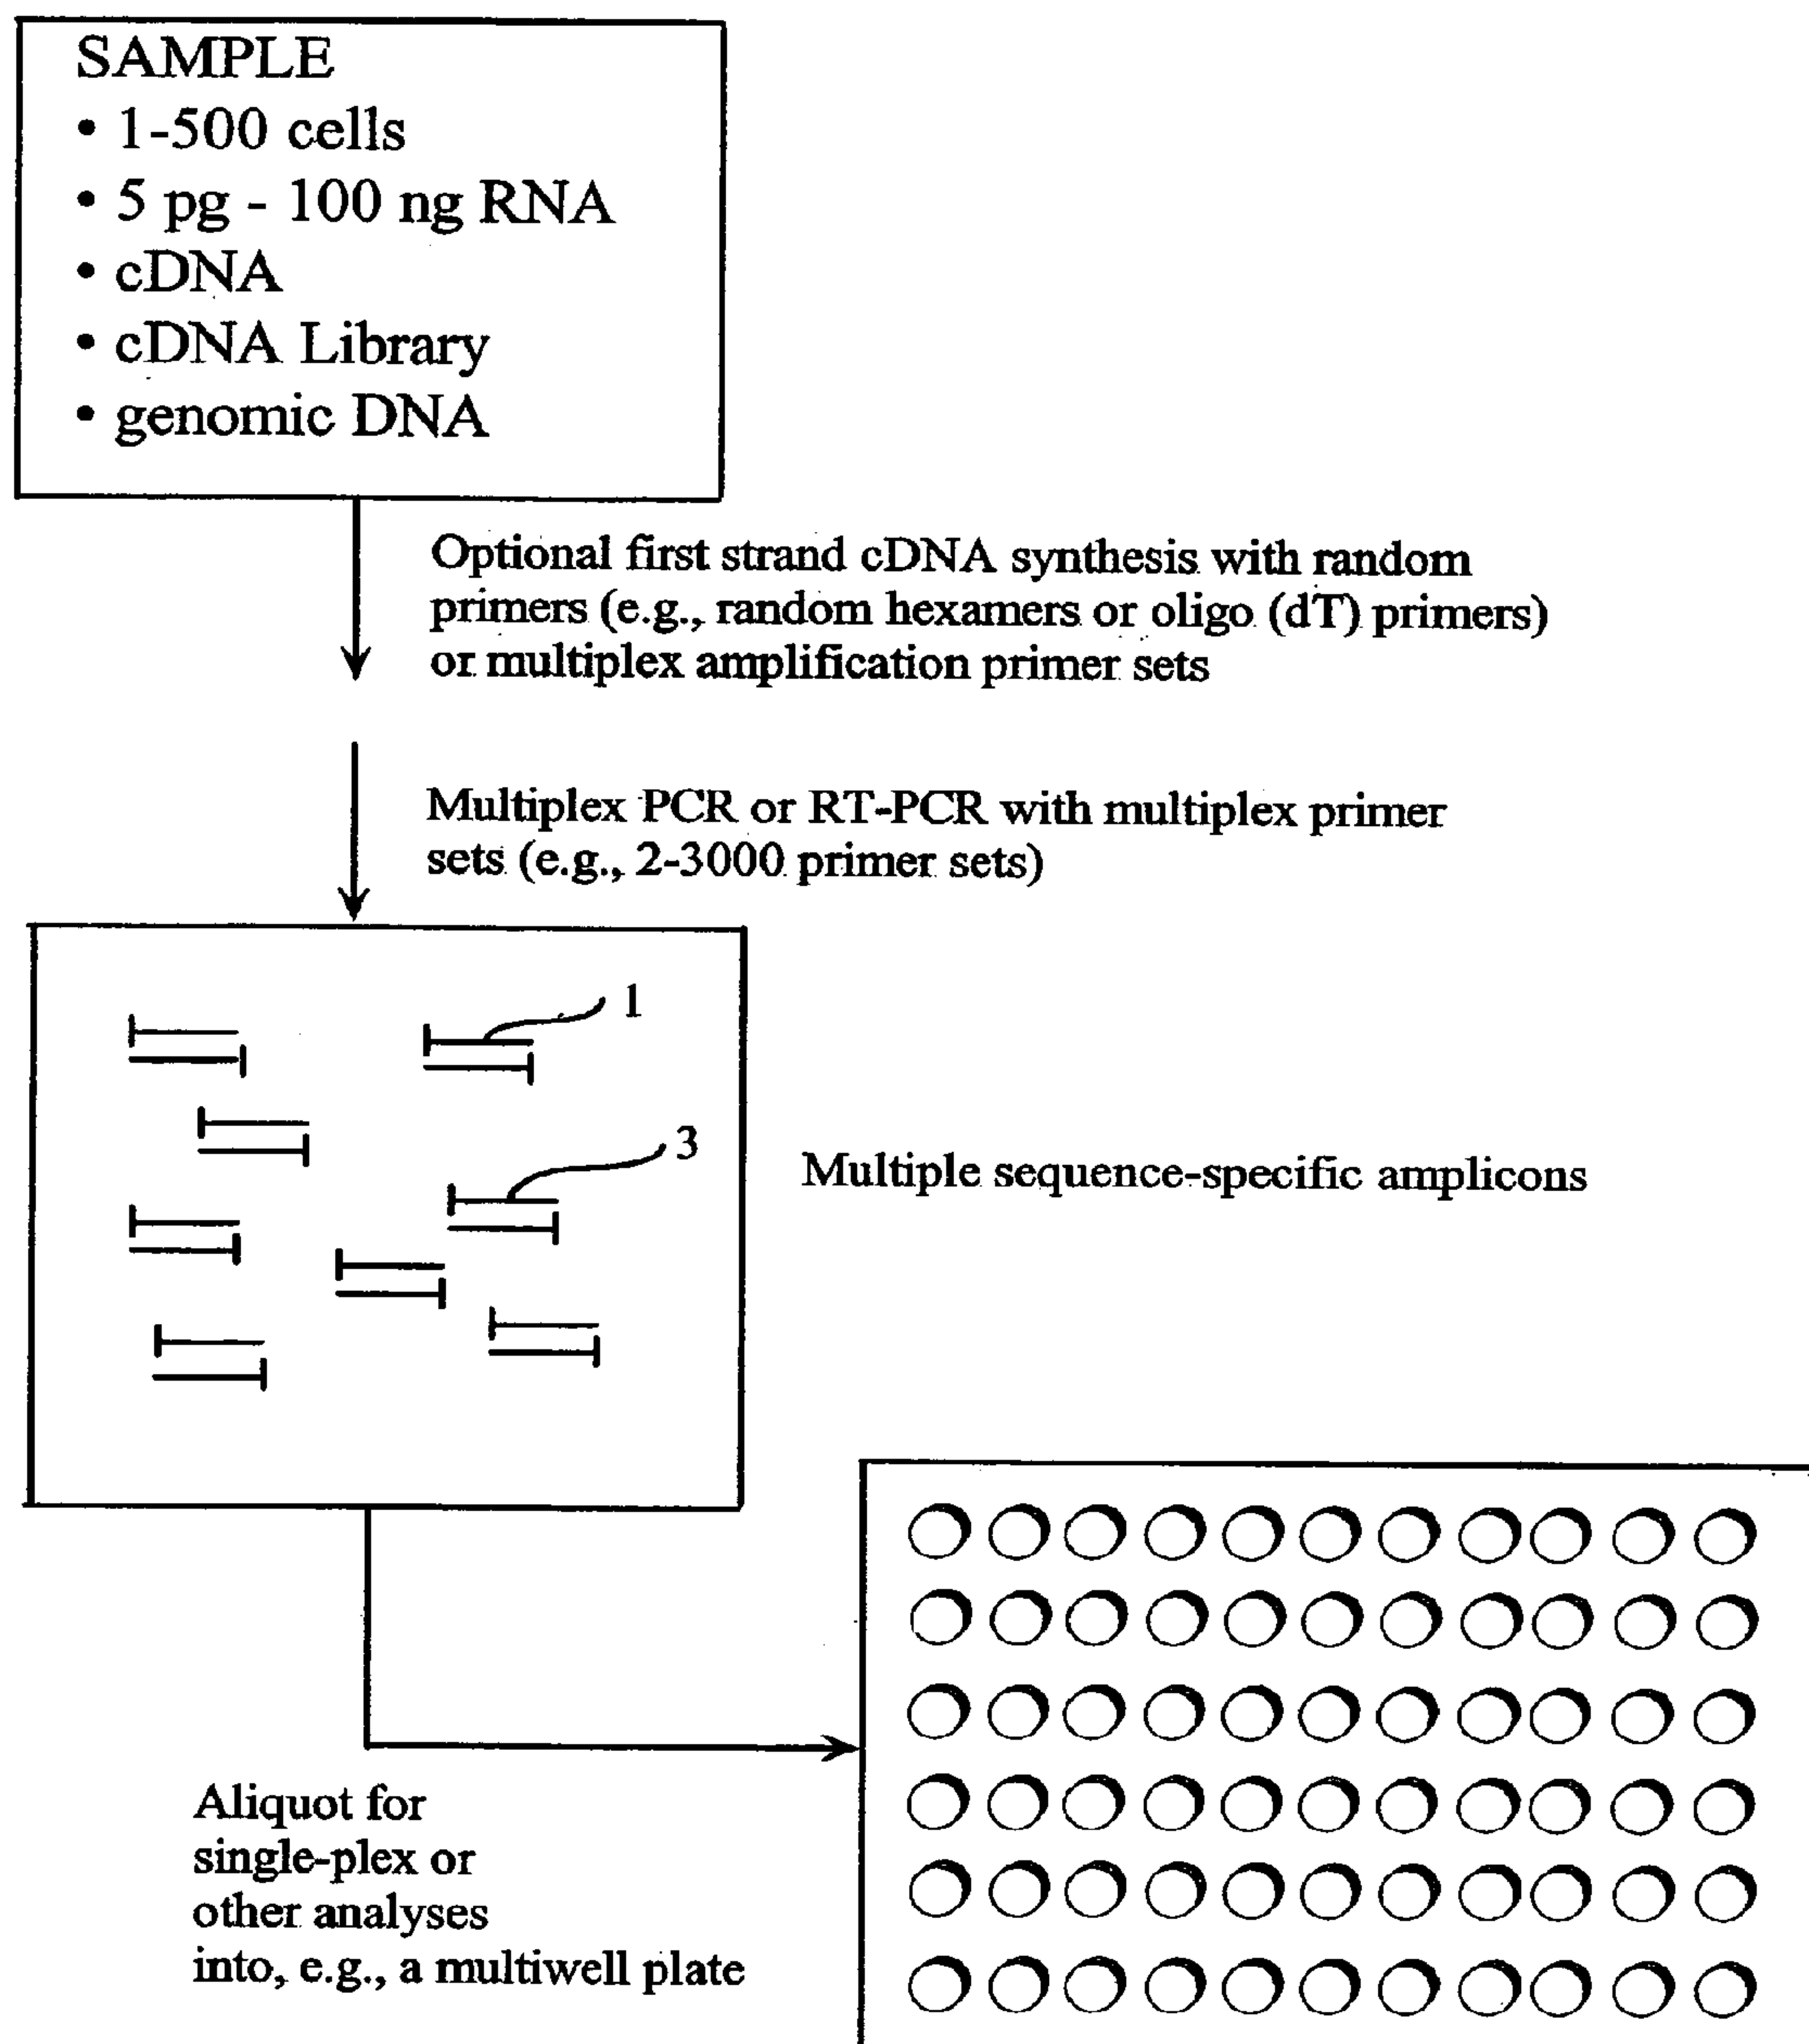 SAMPLE
• 1-500 cells
• 5 pg - 100 ng RNA
• cDNA
• cDNA Library
• genomic DNA
Optional first strand cDNA synthesis with random
primers (e.g., random hexamers or oligo (dT) primers)
or multiplex amplification primer sets
Multiplex PCR or RT-PCR with multiplex primer
sets (e.g., 2-3000 primer sets)
1
3
Multiple sequence-specific amplicons
Aliquot for
single-plex or
other analyses
into, e.g., a multiwell plate